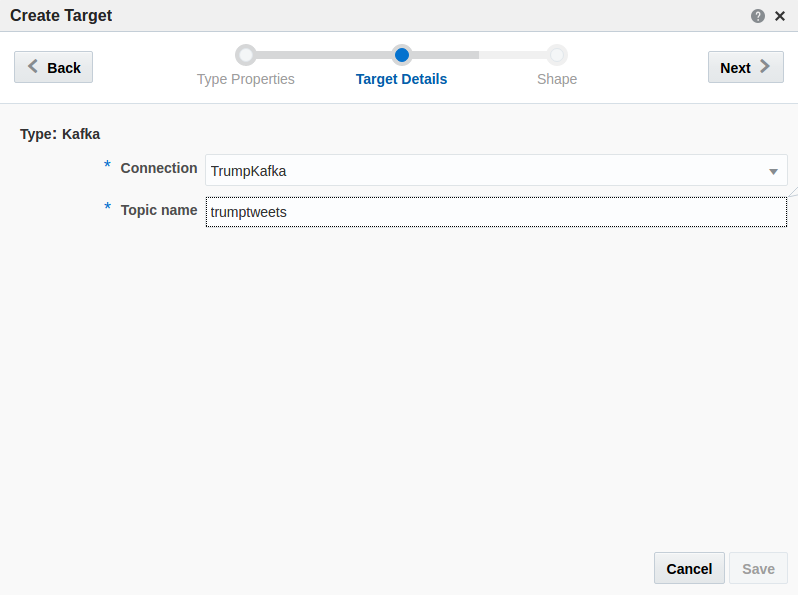 Create Target
Back
Type Properties
Target Details
Shape
Next
Type: Kafka
* Connection TrumpKafka
* Topic name trumptweets
Cancel Save